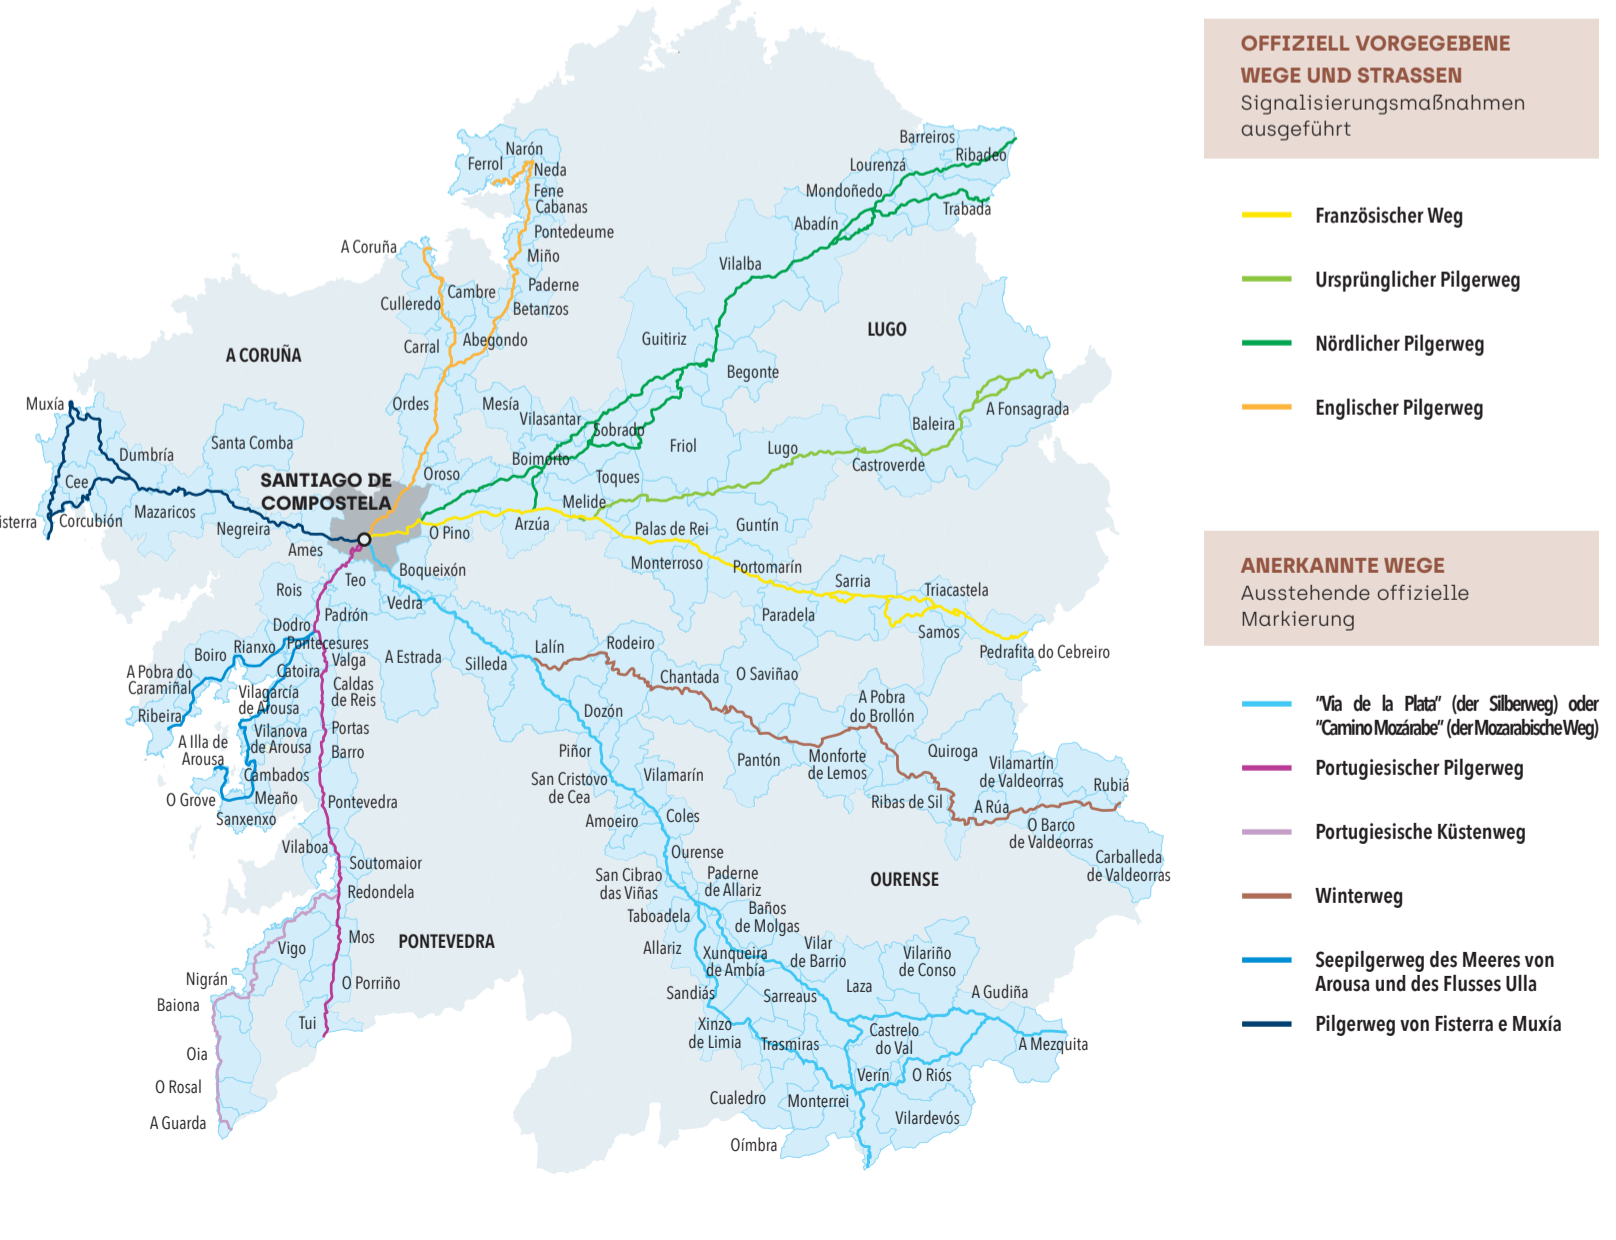 OFFIZIELL VORGEGEBENE
WEGE UND STRASSEN
Signalisierungsmaßnahmen
ausgeführt
Französischer Weg
Ursprünglicher Pilgerweg
Nördlicher Pilgerweg
Englischer Pilgerweg
ANERKANNTE WEGE
Ausstehende offizielle
Markierung
“Via de la Plata” (der Silberweg) oder
“Camino Mozárabe” (der Mozarabische Weg)
Portugiesischer Pilgerweg
Portugiesische Küstenweg
Winterweg
Seepilgerweg des Meeres von
Arousa und des Flusses Ulla
Pilgerweg von Fisterra e Muxía
Barreiros
Narón
Ferrol
Neda
Ribadeo
Lourenzá
Fene
Mondoñedo
Cabanas
Trabada
Abadín
Pontedeume
A Coruña
Miño
Vilalba
Paderne
Cambre
Culleredo
Betanzos
LUGO
Guitiriz
Abegondo
Carral
A CORUÑA
Begonte
Muxía
Ordes
Mesía
A Fonsagrada
Vilasantar
Baleira
Sobrado
Santa Comba
Friol
Lugo
Dumbría
Boimorto
Castroverde
Oroso
Toques
SANTIAGO DE
COMPOSTELA
Cee
Melide
Mazaricos
isterra
Corcubión
Negreira
Arzúa
O Pino
Palas de Rei
Guntín
Ames
Monterroso
Portomarín
Boqueixón
Teo
Sarria
Rois
Triacastela
Vedra
Padrón
Paradela
Dodro
Samos
Pontecesures
Rianxo
Lalín
Rodeiro
Pedrafita do Cebreiro
Boiro
Valga
A Estrada
Silleda
A Pobra do
Caramiñal
Catoira
Caldas
de Reis
Chantada
O Saviñao
Vilagarcía
de Arousa
A Pobra
do Brollón
Ribeira
Dozón
Portas
Vilanova
de Arousa
A Illa de
Arousa
Barro
Piñor
Quiroga
Monforte
de Lemos
Pantón
Vilamartín
de Valdeorras
Cambados
Vilamarín
San Cristovo
de Cea
Rubiá
O Grove
Meaño
Pontevedra
Ribas de Sil
A Rúa
Sanxenxo
Coles
Amoeiro
O Barco
de Valdeorras
Vilaboa
Ourense
Carballeda
de Valdeorras
Soutomaior
San Cibrao
das Viñas
Paderne
de Allariz
OURENSE
Redondela
Taboadela
Baños
de Molgas
Mos
PONTEVEDRA
Vigo
Allariz
Xunqueira
de Ambía
Vilar
de Barrio
Vilariño
de Conso
Nigrán
O Porriño
Laza
Sandiás
Sarreaus
A Gudiña
Baiona
Tui
Xinzo
de Limia
Castrelo
do Val
Trasmiras
A Mezquita
Oia
Verín
O Riós
O Rosal
Cualedro
Monterrei
A Guarda
Vilardevós
Oímbra